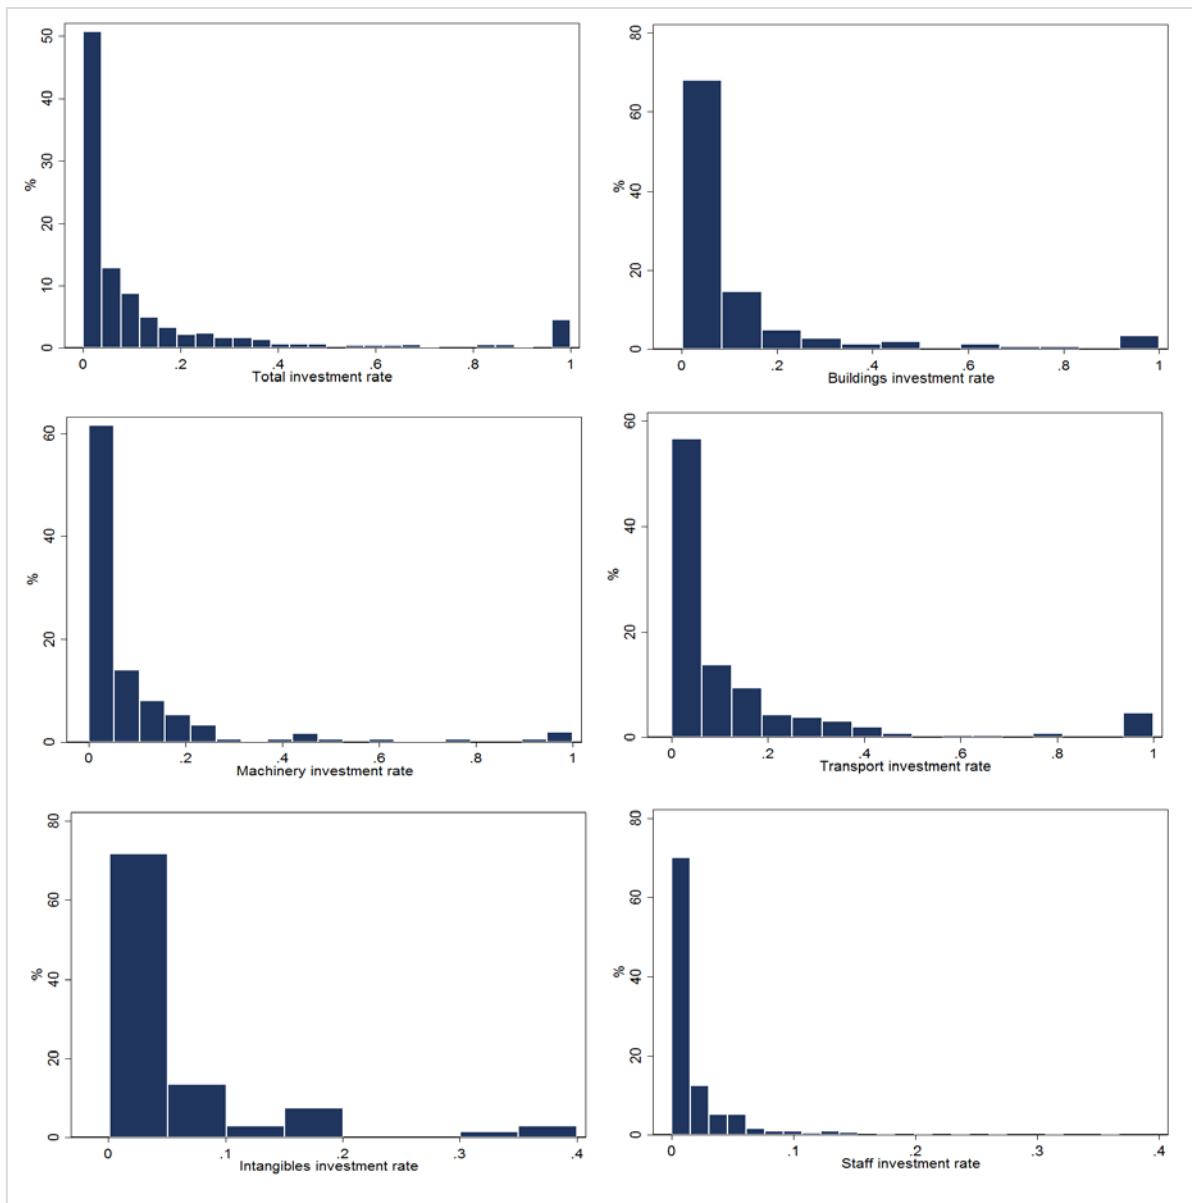 50
40
30
20
10
0
%
0 .2 .4 .6 .8 1
Total investment rate
80
60
40
20
0
%
0 .2 .4 .6 .8 1
Buildings investment rate
60
40
20
0
%
0 .2 .4 .6 .8 1
Machinery investment rate
60
40
20
0
%
0 .2 .4 .6 .8 1
Transport investment rate
80
60
40
20
0
%
0 .1 .2 .3 .4
Intangibles investment rate
80
60
40
20
0
%
0 .1 .2 .3 .4
Staff investment rate